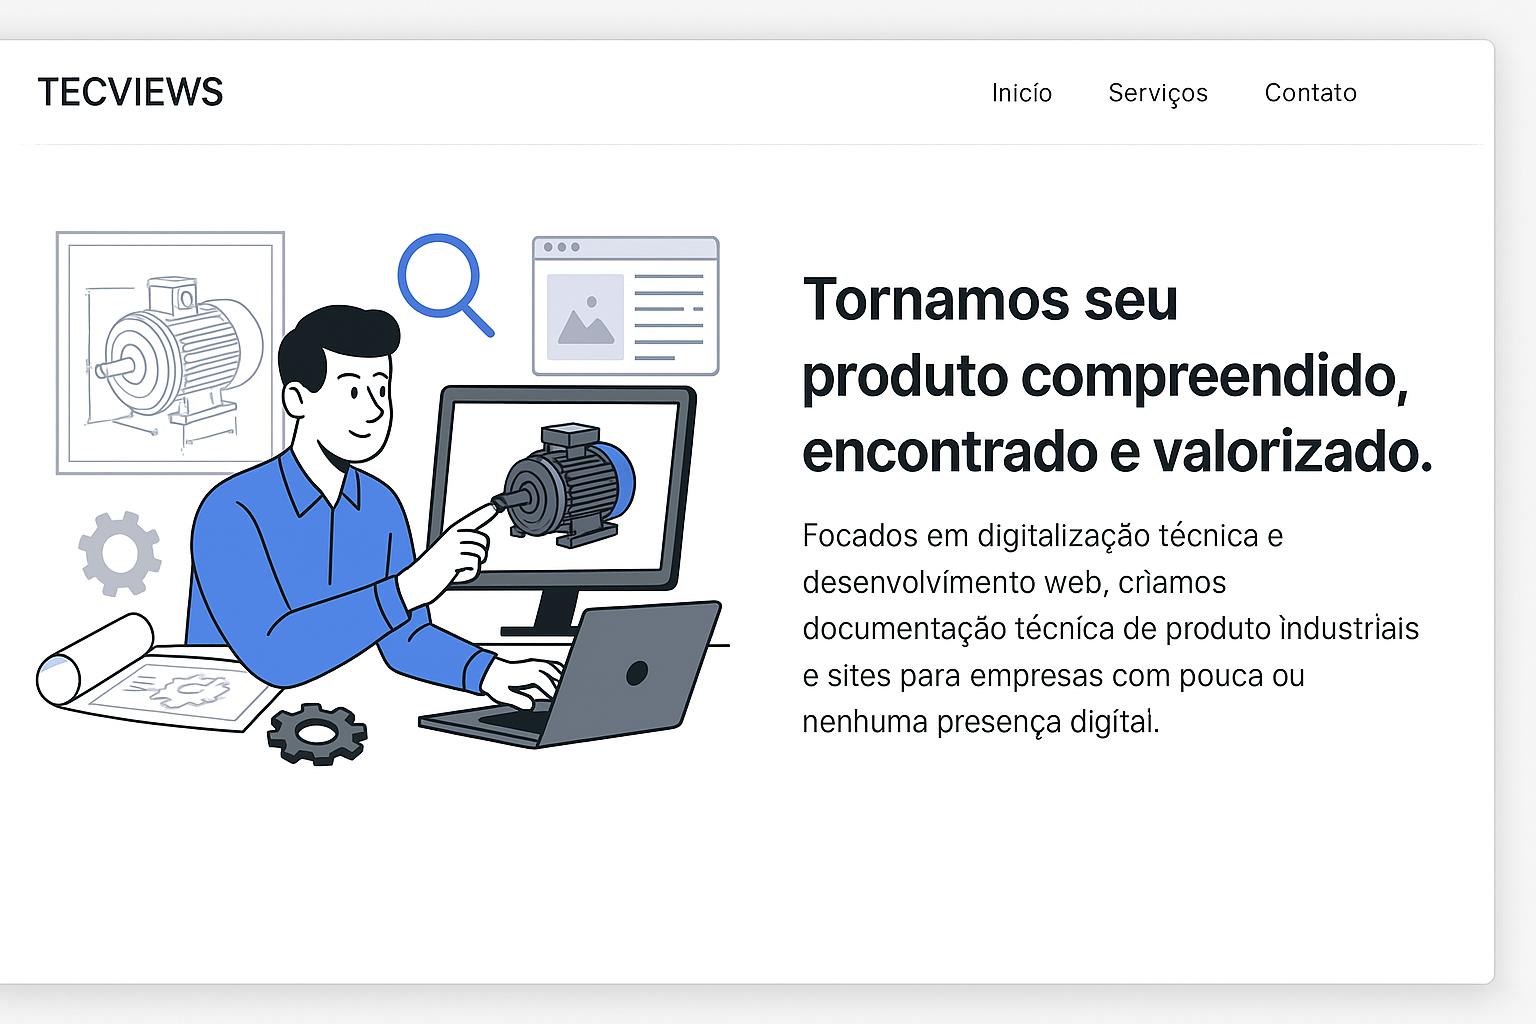 TECVIEWS
Inicío
Serviços
Contato
Tornamos seu
produto compreendido,
encontrado e valorizado.
Focados em digitalização técnica e
desenvolvímento web, crìamos
documentação técníca de produto ìndustrìais
e sites para empresas com pouca ou
nenhuma presença digítal.